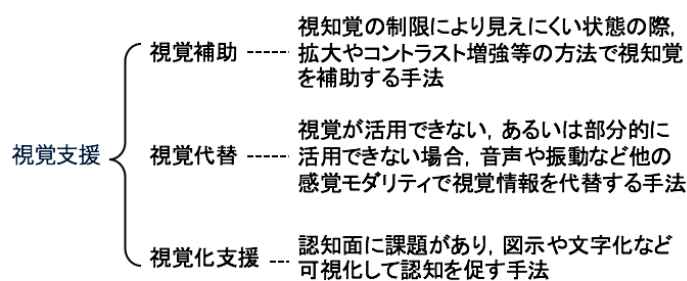 視覚支援
視覚補助
視知覚の制限により見えにくい状態の際,
拡大やコントラスト増強等の方法で視知覚
を補助する手法
視覚代替
視覚が活用できない, あるいは部分的に
活用できない場合, 音声や振動など他の
感覚モダリティで視覚情報を代替する手法
視覚化支援
認知面に課題があり, 図示や文字化など
可視化して認知を促す手法